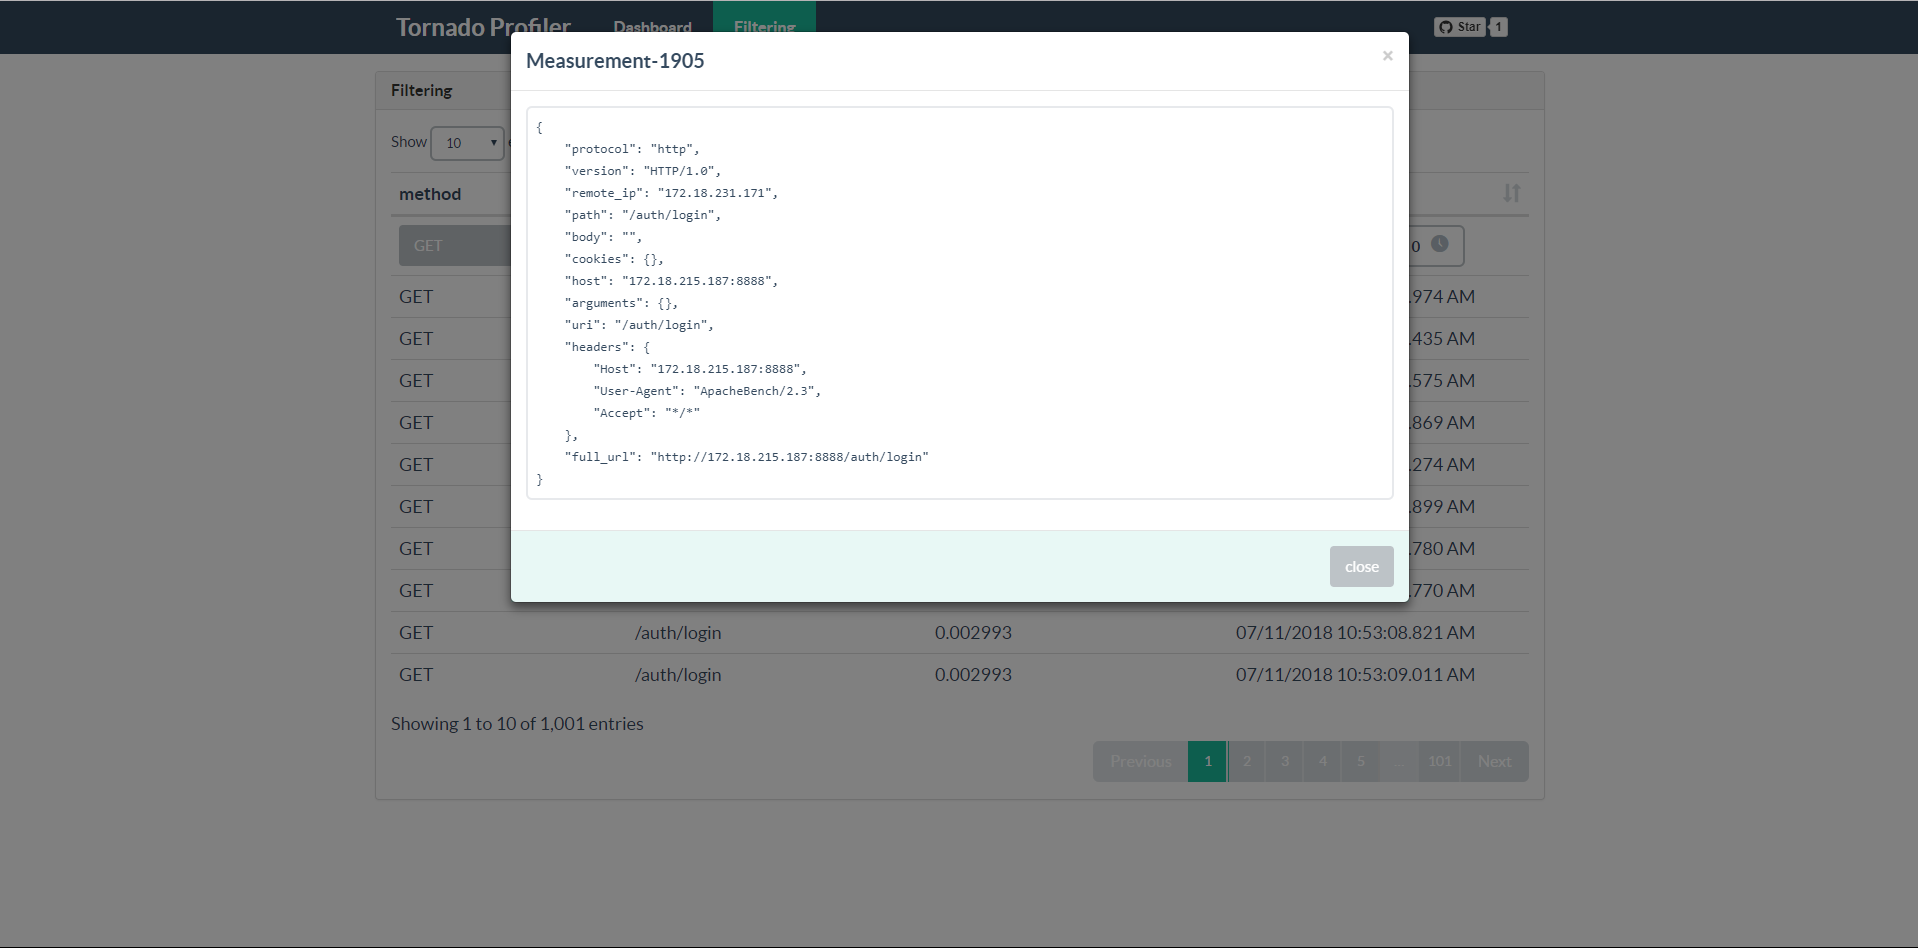 Tornado Profiler Dashboard Filtering Star 1
Measurement-1905 ×
Filtering
{
"protocol": "http",
Show 10
"version": "HTTP/1.0",
"remote_ip": "172.18.231.171",
method
"path": "/auth/login",
"body": "",
GET 0
"cookies": {},
"host": "172.18.215.187:8888",
GET .974 AM
"arguments": {},
"uri": "/auth/login",
GET .435 AM
"headers": {
"Host": "172.18.215.187:8888",
GET .575 AM
"User-Agent": "ApacheBench/2.3",
"Accept": "*/*"
GET .869 AM
},
"full_url": "http://172.18.215.187:8888/auth/login"
GET .274 AM
}
GET .899 AM
GET .780 AM
close
GET .770 AM
GET /auth/login 0.002993 07/11/2018 10:53:08.821 AM
GET /auth/login 0.002993 07/11/2018 10:53:09.011 AM
Showing 1 to 10 of 1,001 entries
Previous 1 2 3 4 5 ... 101 Next